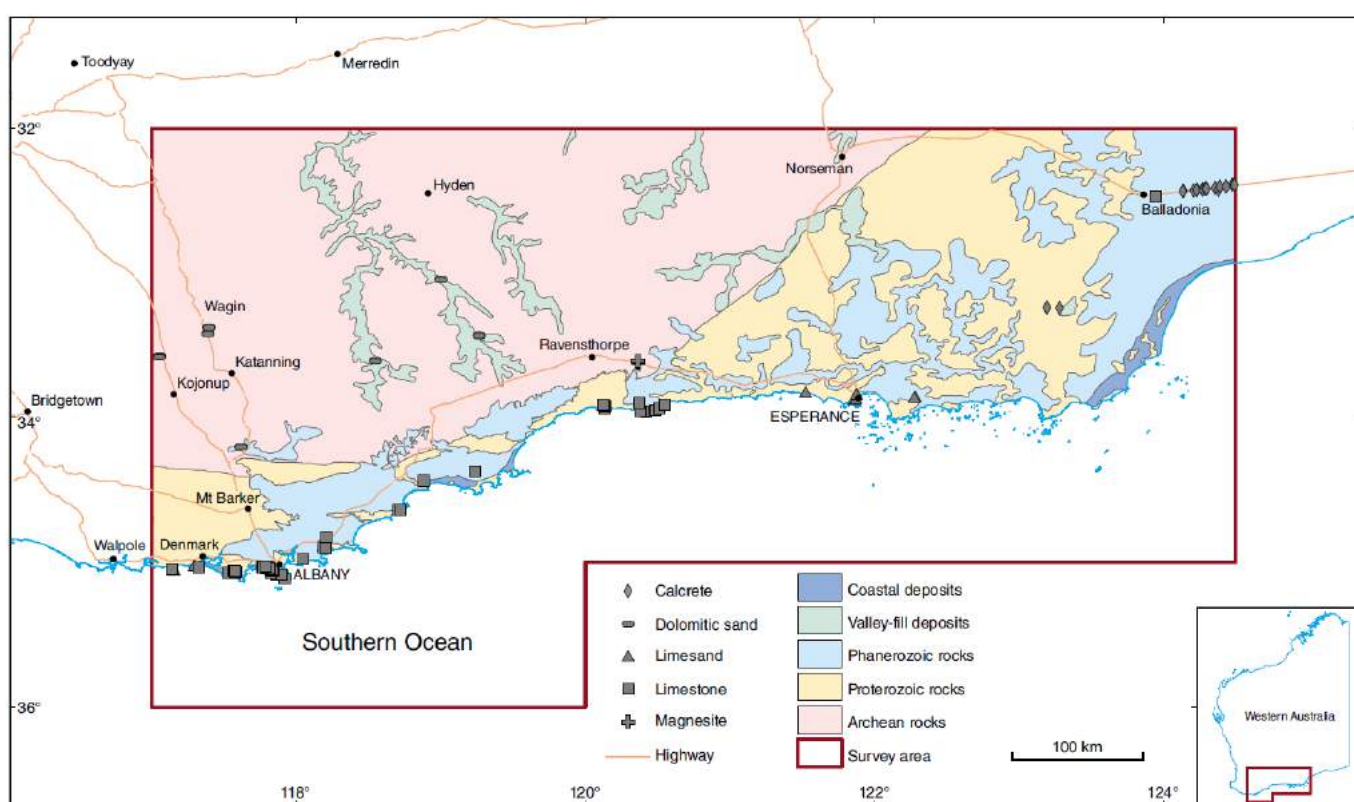 Toodyay
Merredin
32°
Norseman
Hyden
Balladonia
Wagin
Ravensthorpe
Katanning
Kojonup
Bridgetown
34°
ESPERANCE
Mt Barker
Walpole
Denmark
ALBANY
Southern Ocean
Calcrete
Dolomitic sand
Limesand
Limestone
Magnesite
Highway
Coastal deposits
Valley-fill deposits
Phanerozoic rocks
Proterozoic rocks
Archean rocks
Survey area
100 km
Western Australia
36°
118°
120°
122°
124°